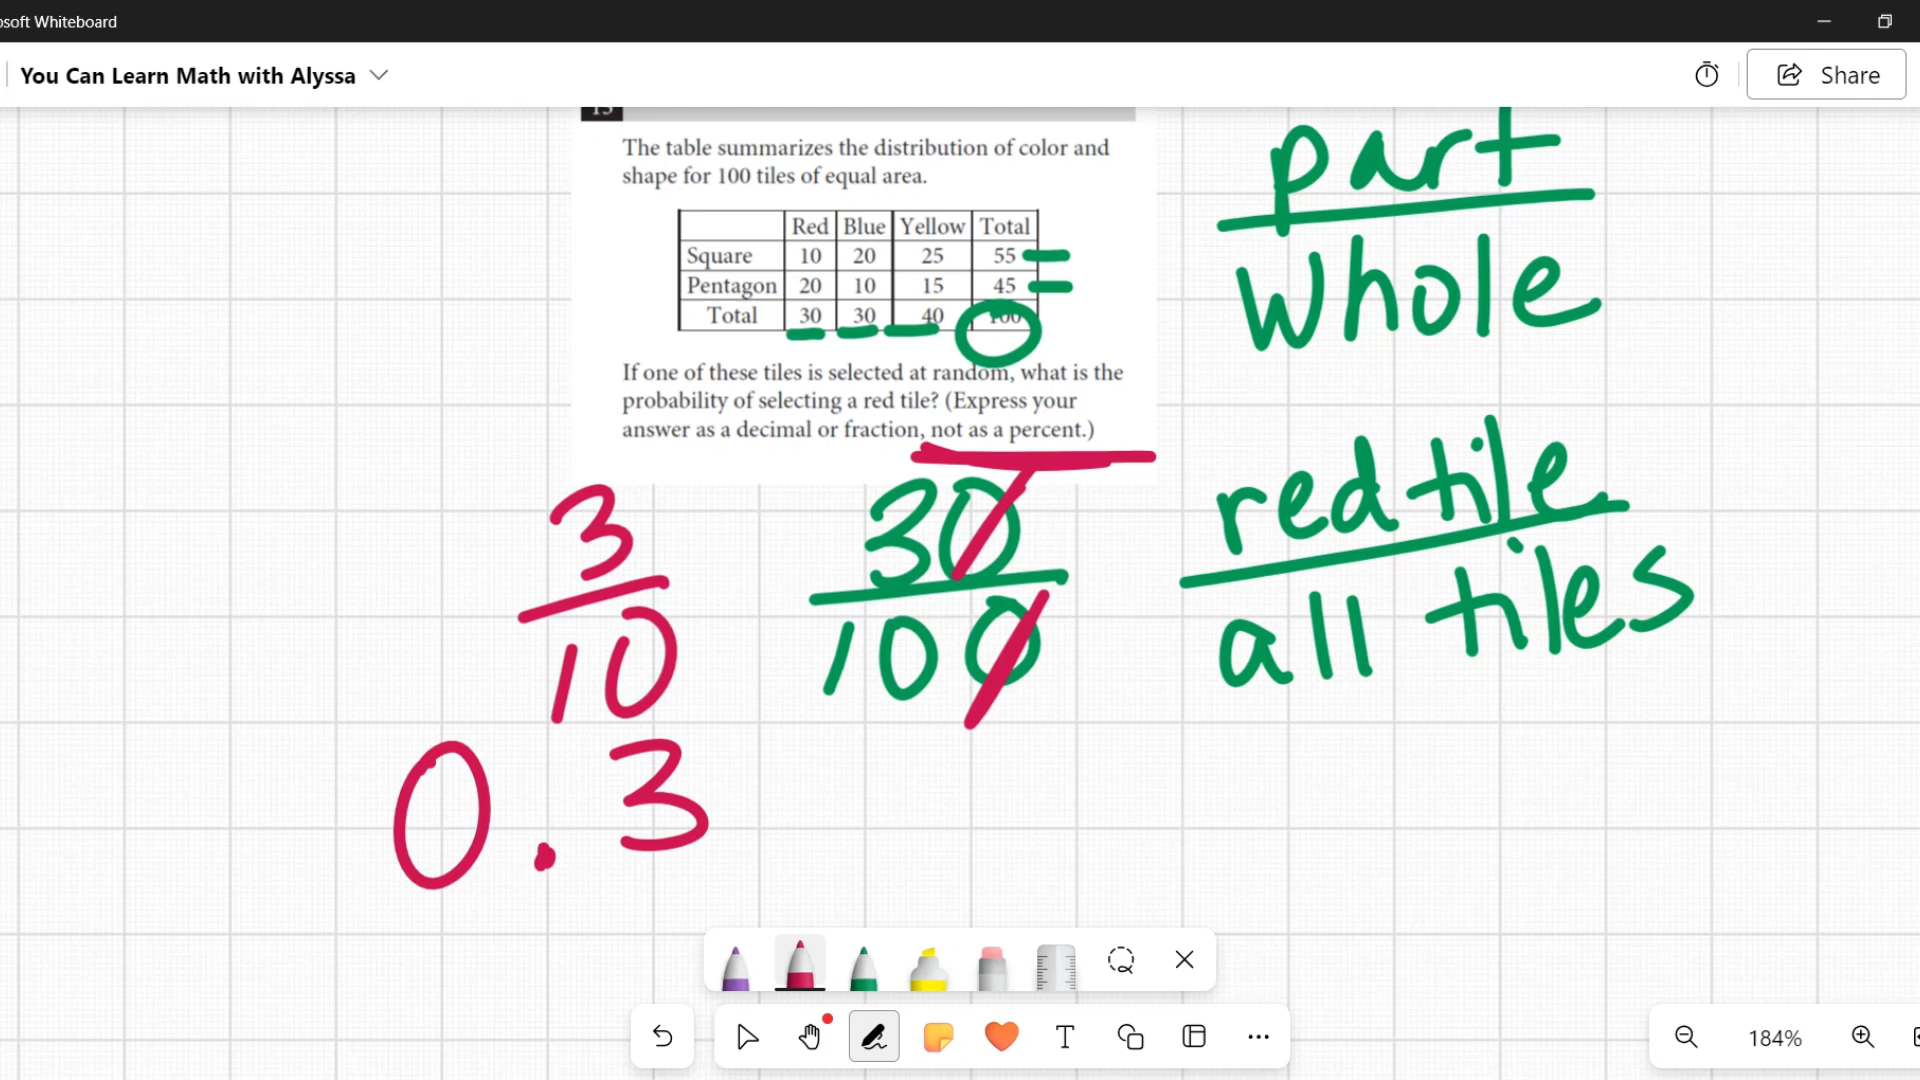 osoft Whiteboard
You Can Learn Math with Alyssa
Share
The table summarizes the distribution of color and
shape for 100 tiles of equal area.
Red Blue Yellow Total
Square 10 20 25 55
Pentagon 20 10 15 45
Total 30 30 40 100
If one of these tiles is selected at random, what is the
probability of selecting a red tile? (Express your
answer as a decimal or fraction, not as a percent.)
part
whole
red tile
all tiles
30
100
3
10
0.3
184%